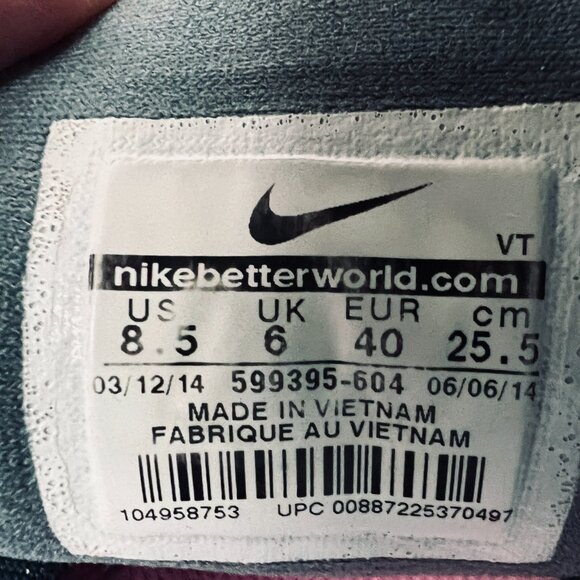 VT
nikebetterworld.com
US UK EUR cm
8.5 6 40 25.5
03/12/14 599395-604 06/06/14
MADE IN VIETNAM
FABRIQUE AU VIETNAM
104958753 UPC 00887225370497